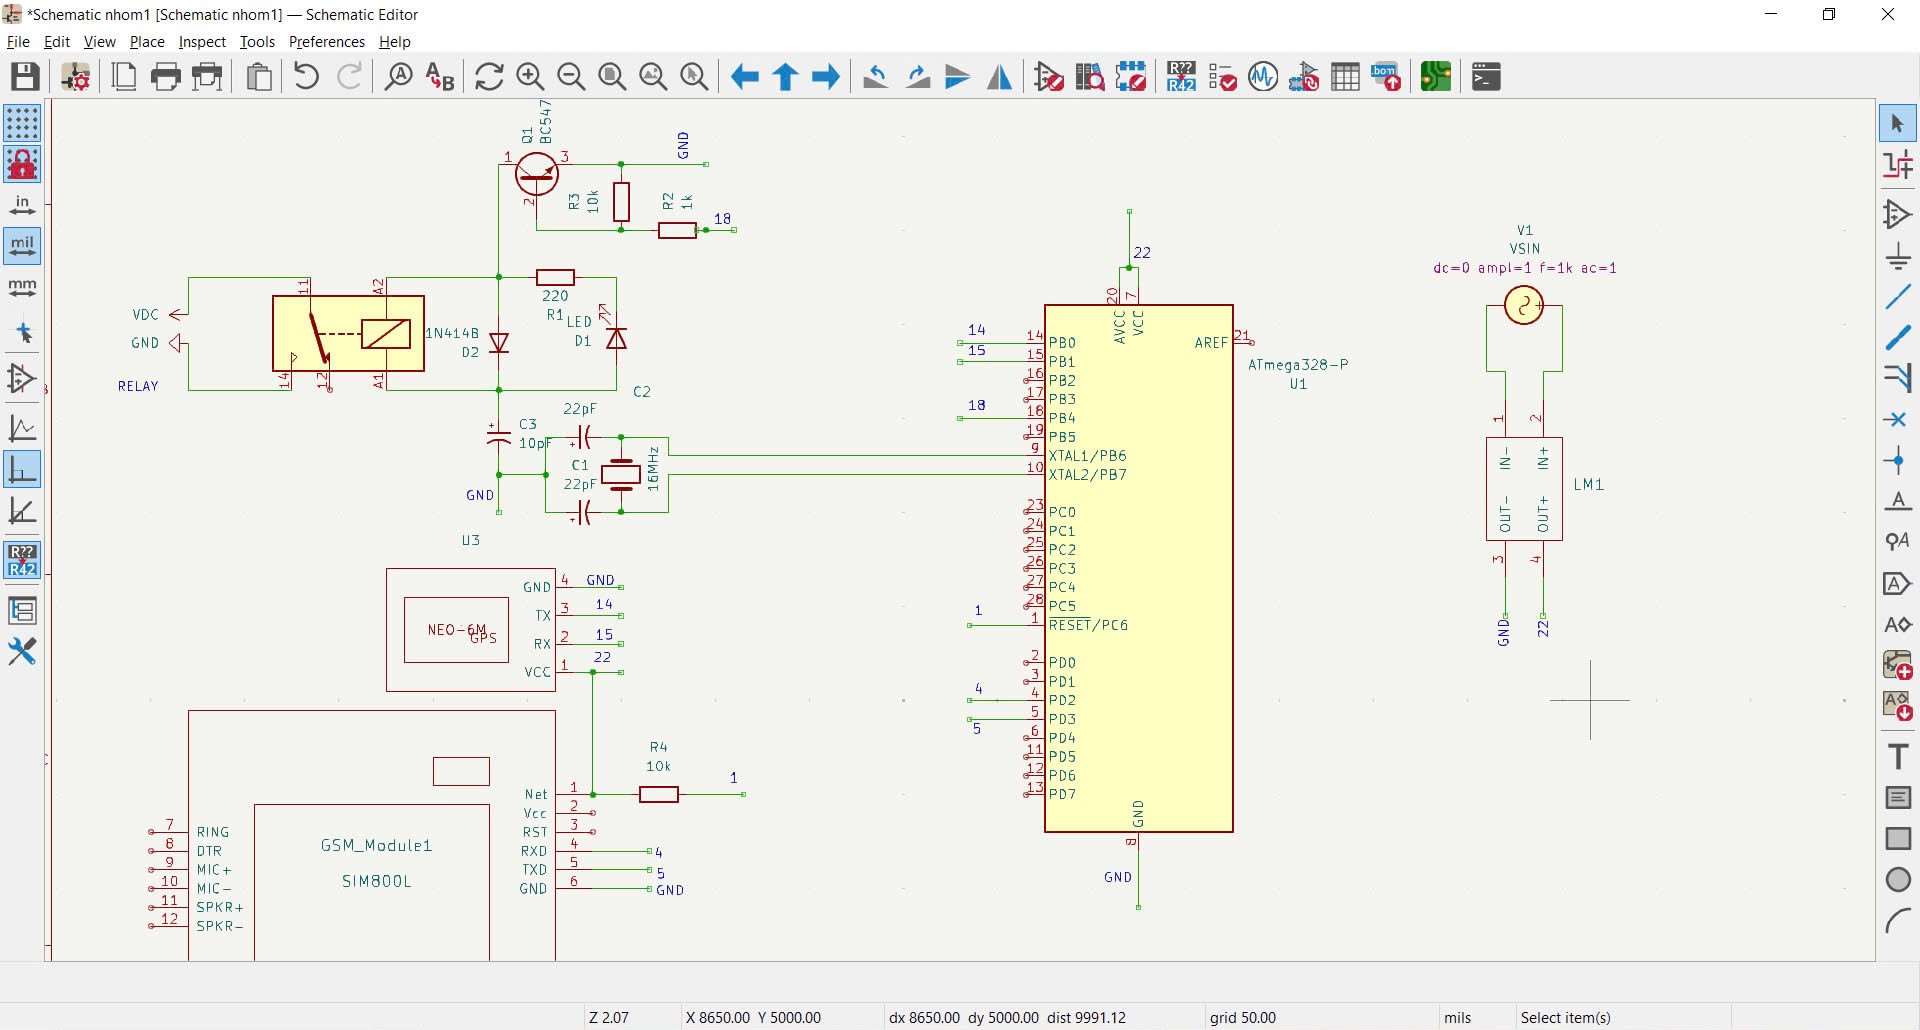 *Schematic nhom1 [Schematic nhom1] — Schematic Editor
File Edit View Place Inspect Tools Preferences Help
R??
R42
.bom
in
mil
mm
R??
R42
Q1
BC547
1
3
2
GND
R3
10k
R2
1k
18
VDC
GND
RELAY
11
A2
14
12
A1
220
R1
LED
D1
1N414B
D2
C3
10pF
C2
22pF
C1
22pF
16MHz
GND
U3
NEO-6M
GPS
GND 4 GND
TX 3 14
RX 2 15
VCC 1 22
R4
10k
1
GSM_Module1
SIM800L
Net 1
Vcc 2
RST 3
RXD 4 4
TXD 5 5
GND 6 GND
7 RING
8 DTR
9 MIC+
10 MIC-
11 SPKR+
12 SPKR-
22
20
7
AVCC
VCC
14 14 PB0
15 15 PB1
16 PB2
17 PB3
18 18 PB4
19 PB5
9 XTAL1/PB6
10 XTAL2/PB7
23 PC0
24 PC1
25 PC2
26 PC3
27 PC4
28 PC5
1 1 RESET/PC6
2 PD0
3 PD1
4 4 PD2
5 5 PD3
6 PD4
11 PD5
12 PD6
13 PD7
AREF 21
ATmega328-P
U1
GND
8
GND
V1
VSIN
dc=0 ampl=1 f=1k ac=1
1
2
IN-
IN+
OUT-
OUT+
LM1
3
4
GND
22
A
A
A
A
A
T
Z 2.07 X 8650.00 Y 5000.00 dx 8650.00 dy 5000.00 dist 9991.12 grid 50.00 mils Select item(s)